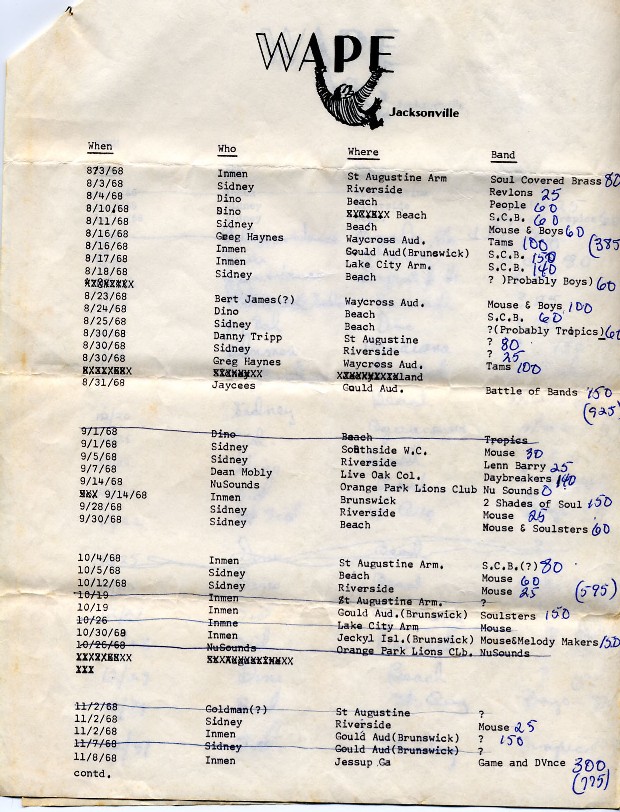 WAPE
Jacksonville
When Who Where Band
873/68 Inmen St Augustine Arm Soul Covered Brass 80
8/3/68 Sidney Riverside Revlons 25
8/4/68 Dino Beach People 60
8/10/68 Dino XXXXXX Beach S.C.B. 60
8/11/68 Sidney Beach Mouse & Boys 60
8/16/68 Greg Haynes Waycross Aud. Tams 100 (385
8/16/68 Inmen Gould Aud(Brunswick) S.C.B. 150
8/17/68 Inmen Lake City Arm. S.C.B. 140
8/18/68 Sidney Beach ? )Probably Boys) 60
8/23/68 Bert James(?) Waycross Aud. Mouse & Boys 100
8/24/68 Dino Beach S.C.B. 60
8/25/68 Sidney Beach ?(Probably Tropics) 60
8/30/68 Danny Tripp St Augustine ? 80
8/30/68 Sidney Riverside ? 25
8/30/68 Greg Haynes Waycross Aud. Tams 100
8/31/68 Jaycees Gould Aud. Battle of Bands 150
(925)
9/1/68 Dino Beach Tropics
9/1/68 Sidney Southside W.C. Mouse 30
9/5/68 Sidney Riverside Lenn Barry 25
9/7/68 Dean Mobly Live Oak Col. Daybreakers 140
9/14/68 NuSounds Orange Park Lions Club Nu Sounds 0
9/14/68 Inmen Brunswick 2 Shades of Soul 150
9/28/68 Sidney Riverside Mouse 25
9/30/68 Sidney Beach Mouse & Soulsters 60
10/4/68 Inmen St Augustine Arm. S.C.B.(?) 80
10/5/68 Sidney Beach Mouse 60
10/12/68 Sidney Riverside Mouse 25 (595)
10/19 Inmen St Augustine Arm. ?
10/19 Inmen Gould Aud.(Brunswick) Soulsters 150
10/26 Inmne Lake City Arm Mouse
10/30/68 Inmen Jeckyl Isl.(Brunswick) Mouse&Melody Makers 150
10/26/68 NuSounds Orange Park Lions CLb. NuSounds
XXX
11/2/68 Goldman(?) St Augustine ?
11/2/68 Sidney Riverside Mouse 25
11/2/68 Inmen Gould Aud(Brunswick) ? 150
11/7/68 Sidney Gould Aud(Brunswick) ?
11/8/68 Inmen Jessup Ga Game and DVnce 300
contd. (775)